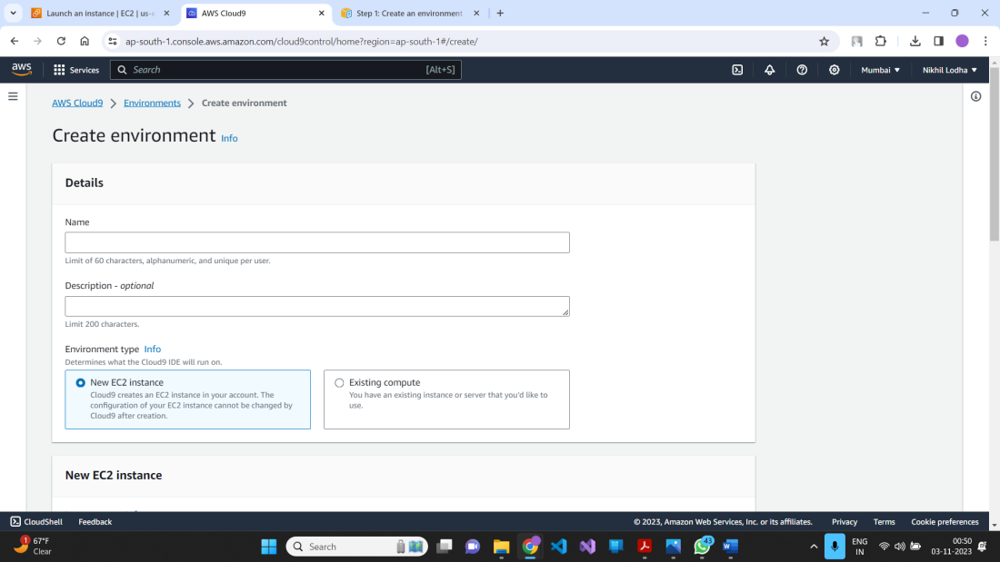 Launch an instance | EC2 | us-e
AWS Cloud9
Step 1: Create an environment
ap-south-1.console.aws.amazon.com/cloud9control/home?region=ap-south-1#/create/
aws
Services
Search
[Alt+S]
Mumbai
Nikhil Lodha
AWS Cloud9
Environments
Create environment
Create environment Info
Details
Name
Limit of 60 characters, alphanumeric, and unique per user.
Description - optional
Limit 200 characters.
Environment type Info
Determines what the Cloud9 IDE will run on.
New EC2 instance
Cloud9 creates an EC2 instance in your account. The
configuration of your EC2 instance cannot be changed by
Cloud9 after creation.
Existing compute
You have an existing instance or server that you'd like to
use.
New EC2 instance
CloudShell
Feedback
© 2023, Amazon Web Services, Inc. or its affiliates.
Privacy
Terms
Cookie preferences
1
67°F
Clear
Search
43
ENG
IN
00:50
03-11-2023